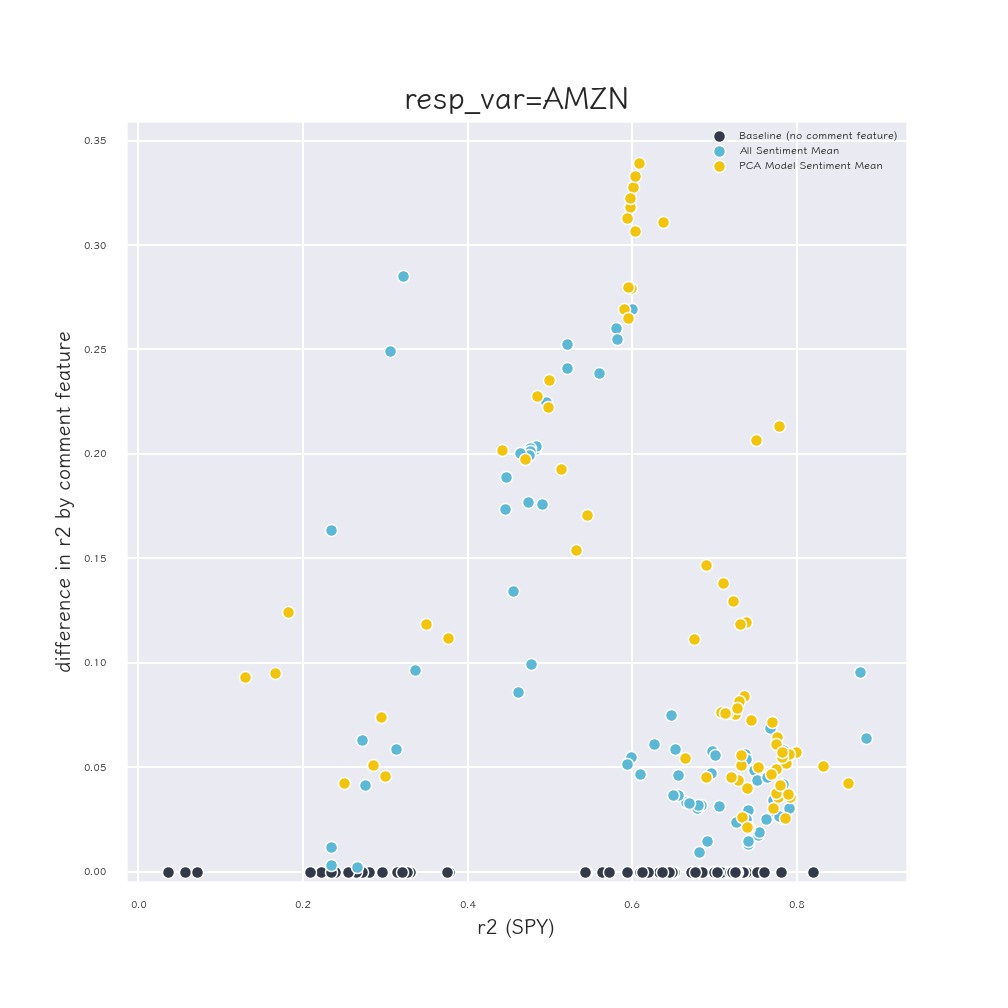 resp_var=AMZN
Baseline (no comment feature)
All Sentiment Mean
PCA Model Sentiment Mean
difference in r2 by comment feature
0.35
0.30
0.25
0.20
0.15
0.10
0.05
0.00
0.0 0.2 0.4 0.6 0.8
r2 (SPY)